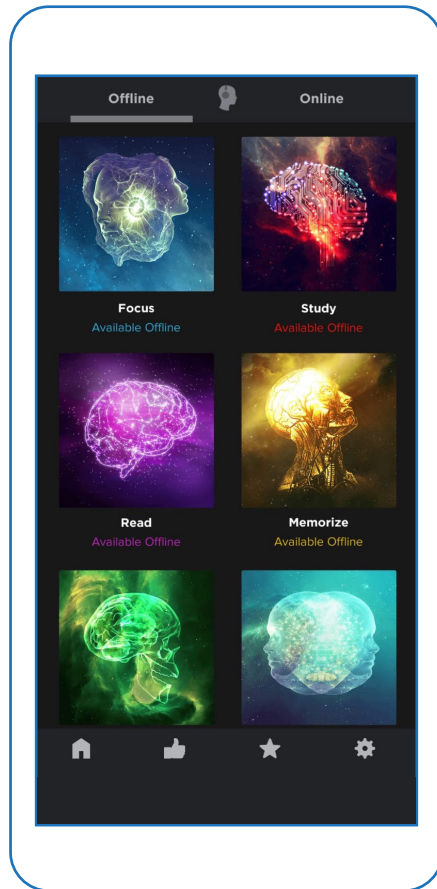 Offline
Online
Focus
Available Offline
Study
Available Offline
Read
Available Offline
Memorize
Available Offline